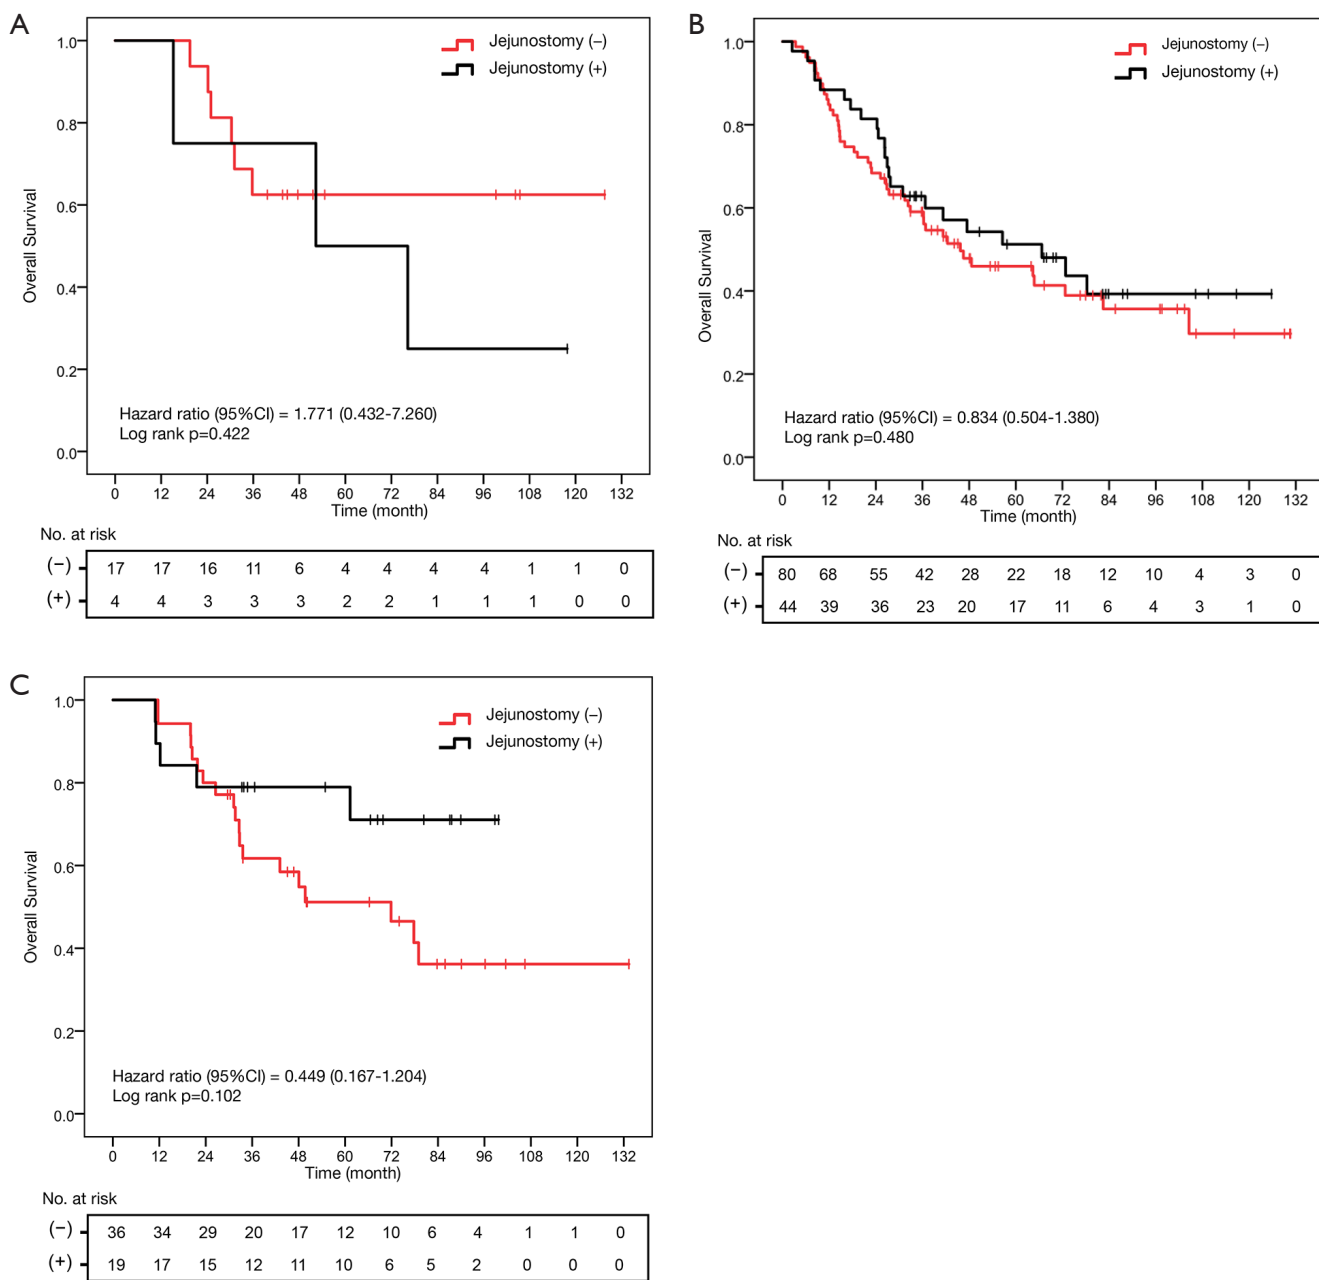 A
1.0
0.8
0.6
0.4
0.2
0.0
Overall Survival
Jejunostomy (−)
Jejunostomy (+)
Hazard ratio (95%CI) = 1.771 (0.432-7.260)
Log rank p=0.422
0 12 24 36 48 60 72 84 96 108 120 132
Time (month)
No. at risk
(−) 17 17 16 11 6 4 4 4 4 1 1 0
(+) 4 4 3 3 3 2 2 1 1 1 0 0
B
1.0
0.8
0.6
0.4
0.2
0.0
Overall Survival
Jejunostomy (−)
Jejunostomy (+)
Hazard ratio (95%CI) = 0.834 (0.504-1.380)
Log rank p=0.480
0 12 24 36 48 60 72 84 96 108 120 132
Time (month)
No. at risk
(−) 80 68 55 42 28 22 18 12 10 4 3 0
(+) 44 39 36 23 20 17 11 6 4 3 1 0
C
1.0
0.8
0.6
0.4
0.2
0.0
Overall Survival
Jejunostomy (−)
Jejunostomy (+)
Hazard ratio (95%CI) = 0.449 (0.167-1.204)
Log rank p=0.102
0 12 24 36 48 60 72 84 96 108 120 132
Time (month)
No. at risk
(−) 36 34 29 20 17 12 10 6 4 1 1 0
(+) 19 17 15 12 11 10 6 5 2 0 0 0